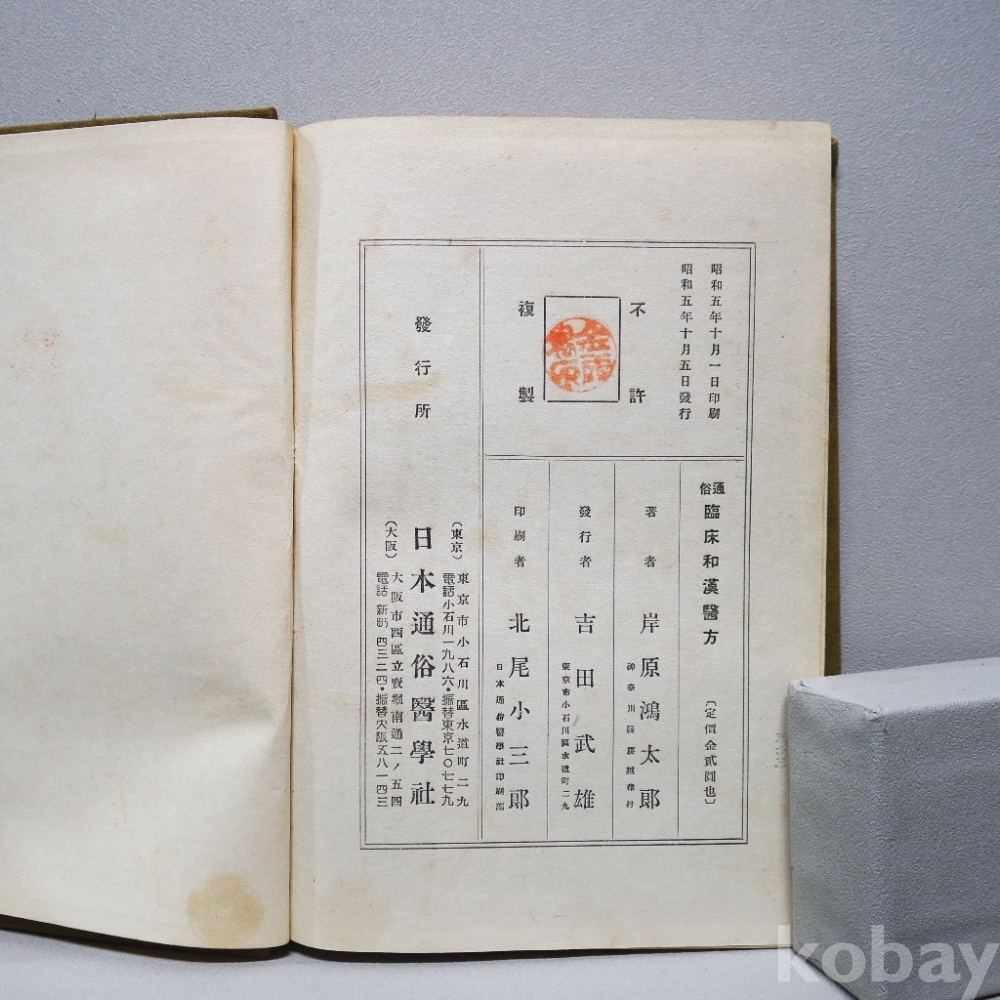 昭和五年十月一日印刷
昭和五年十月五日發行
不許
複製
通俗 臨床和漢醫方
〔定價金貳圓也〕
著者 岸原鴻太郎
發行者 吉田武雄
東京市小石川區水道町二九
印刷者 北尾小三郎
日本通俗醫學社印刷部
發行所
〔東京〕東京市小石川區水道町二九
電話小石川一九八六・振替東京七〇七七九
日本通俗醫學社
〔大阪〕大阪市西區立賣堀南通二ノ五四
電話新町四三二四・振替大阪五八一四三
kobay